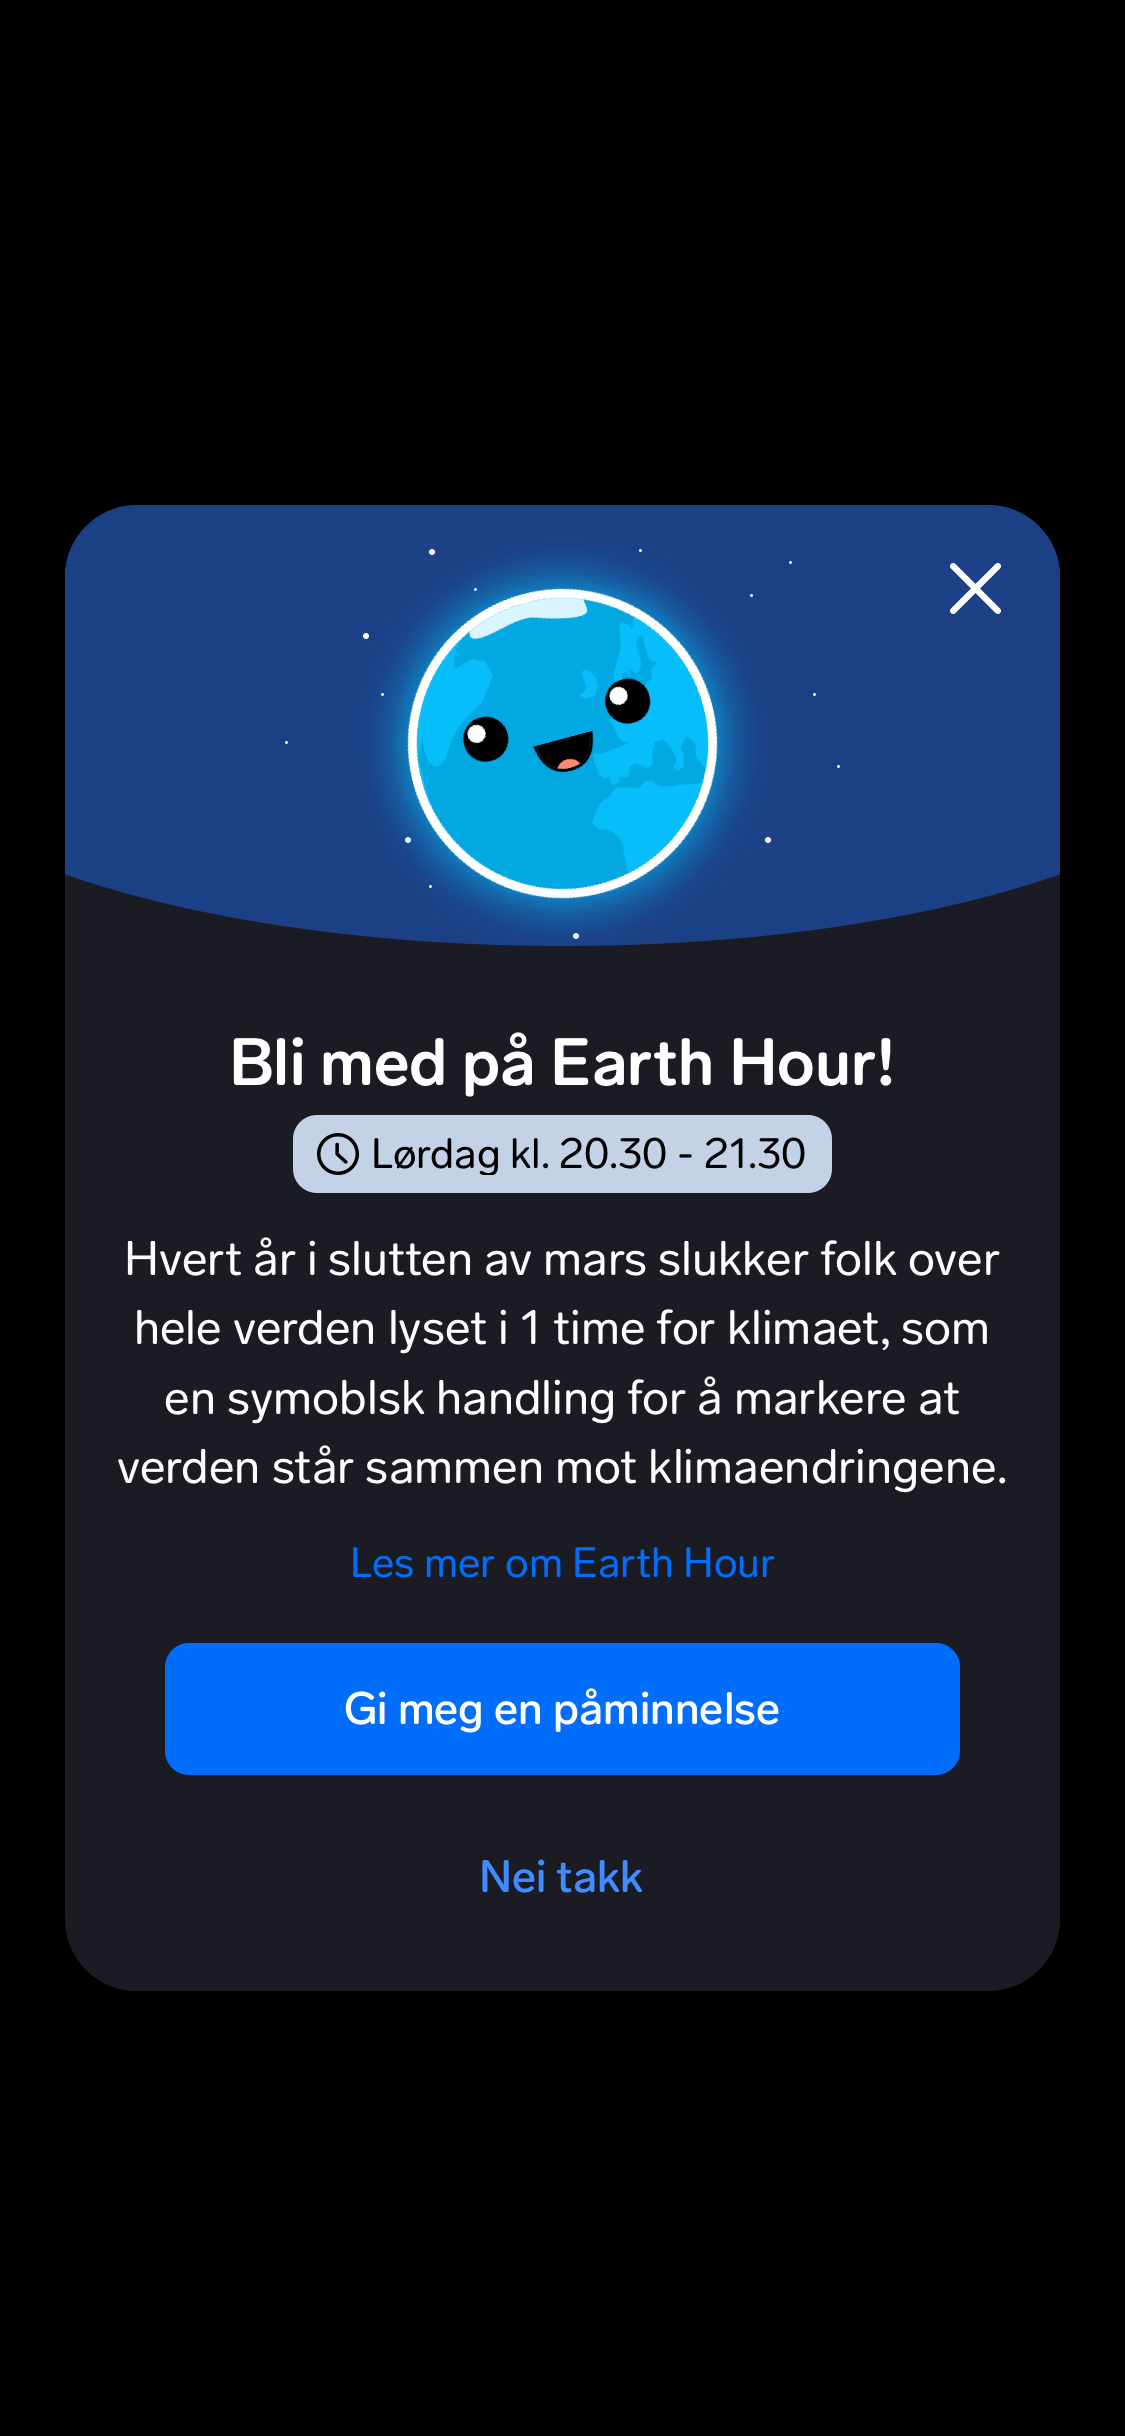 Bli med på Earth Hour!
Lørdag kl. 20.30 - 21.30
Hvert år i slutten av mars slukker folk over
hele verden lyset i 1 time for klimaet, som
en symoblsk handling for å markere at
verden står sammen mot klimaendringene.
Les mer om Earth Hour
Gi meg en påminnelse
Nei takk